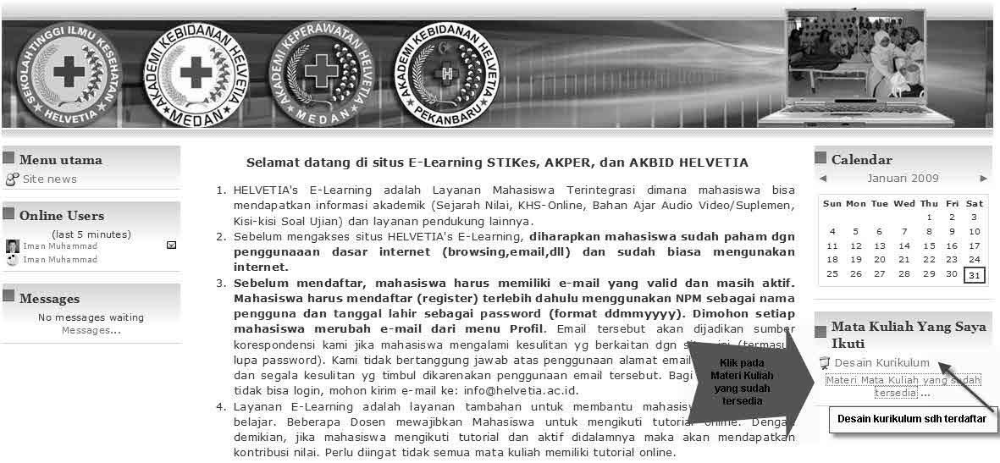 SEKOLAH TINGGI ILMU KESEHATAN
HELVETIA
AKADEMI KEBIDANAN HELVETIA
MEDAN
AKADEMI KEPERAWATAN HELVETIA
MEDAN
AKADEMI KEBIDANAN HELVETIA
H
PEKANBARU
Menu utama
Site news
Online Users
(last 5 minutes)
Iman Muhammad
Iman Muhammad
Messages
No messages waiting
Messages...
Selamat datang di situs E-Learning STIKes, AKPER, dan AKBID HELVETIA
1. HELVETIA's E-Learning adalah Layanan Mahasiswa Terintegrasi dimana mahasiswa bisa
mendapatkan informasi akademik (Sejarah Nilai, KHS-Online, Bahan Ajar Audio Video/Suplemen,
Kisi-kisi Soal Ujian) dan layanan pendukung lainnya.
2. Sebelum mengakses situs HELVETIA's E-Learning, diharapkan mahasiswa sudah paham dgn
penggunaaan dasar internet (browsing,email,dll) dan sudah biasa mengunakan
internet.
3. Sebelum mendaftar, mahasiswa harus memiliki e-mail yang valid dan masih aktif.
Mahasiswa harus mendaftar (register) terlebih dahulu menggunakan NPM sebagai nama
pengguna dan tanggal lahir sebagai password (format ddmmyyyy). Dimohon setiap
mahasiswa merubah e-mail dari menu Profil. Email tersebut akan dijadikan sumber
korespondensi kami jika mahasiswa mengalami kesulitan yg berkaitan dgn
lupa password). Kami tidak bertanggung jawab atas penggunaan alamat email
dan segala kesulitan yg timbul dikarenakan penggunaan email tersebut. Bagi
tidak bisa login, mohon kirim e-mail ke: info@helvetia.ac.id.
4. Layanan E-Learning adalah layanan tambahan untuk membantu
belajar. Beberapa Dosen mewajibkan Mahasiswa untuk mengikuti tutorial online.
demikian, jika mahasiswa mengikuti tutorial dan aktif didalamnya maka akan mendapatkan
kontribusi nilai. Perlu diingat tidak semua mata kuliah memiliki tutorial online.
Klik pada
Materi Kuliah
yang sudah
tersedia
Calendar
◄ Januari 2009 ►
Sun Mon Tue Wed Thu Fri Sat
1 2 3
4 5 6 7 8 9 10
11 12 13 14 15 16 17
18 19 20 21 22 23 24
25 26 27 28 29 30 31
Mata Kuliah Yang Saya
Ikuti
Desain Kurikulum
Materi Mata Kuliah yang sudah
tersedia ...
Desain kurikulum sdh terdaftar